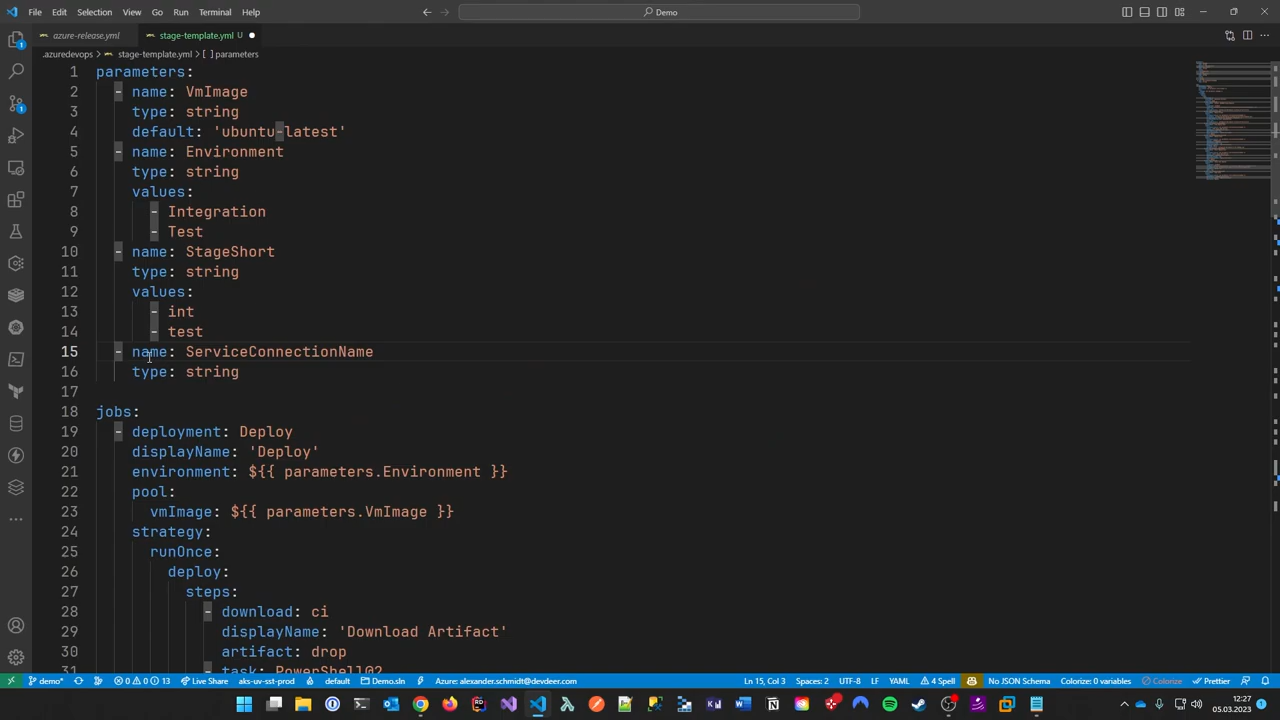 File Edit Selection View Go Run Terminal Help
Demo
azure-release.yml
stage-template.yml U
.azuredevops > stage-template.yml > [ ] parameters
1 parameters:
2 - name: VmImage
3 type: string
4 default: 'ubuntu-latest'
5 - name: Environment
6 type: string
7 values:
8 - Integration
9 - Test
10 - name: StageShort
11 type: string
12 values:
13 - int
14 - test
15 - name: ServiceConnectionName
16 type: string
17
18 jobs:
19 - deployment: Deploy
20 displayName: 'Deploy'
21 environment: ${{ parameters.Environment }}
22 pool:
23 vmImage: ${{ parameters.VmImage }}
24 strategy:
25 runOnce:
26 deploy:
27 steps:
28 - download: ci
29 displayName: 'Download Artifact'
30 artifact: drop
31 - task: PowerShell@2
demo* 0 0 13 Live Share aks-uv-sst-prod default Demo.sln Azure: alexander.schmidt@devdeer.com Ln 15, Col 3 Spaces: 2 UTF-8 LF YAML 4 Spell No JSON Schema Colorize: 0 variables Colorize Prettier
12:27
05.03.2023